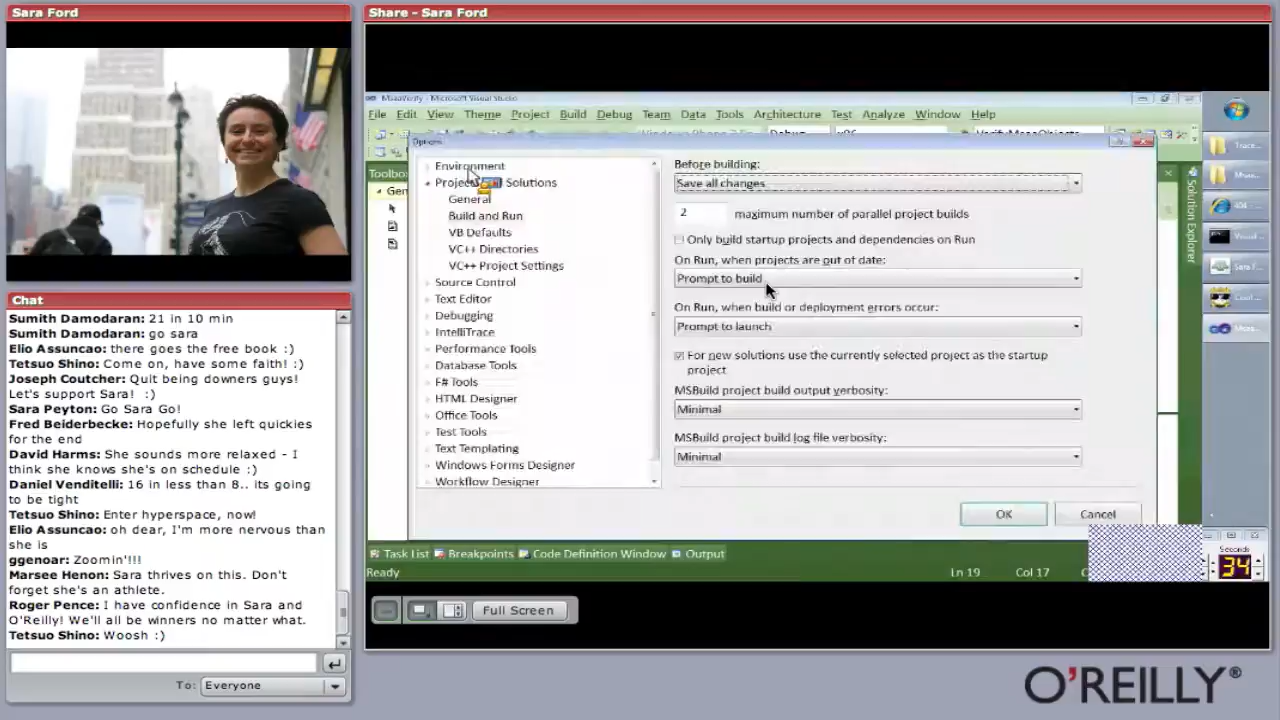 Sara Ford
Share - Sara Ford
Chat
Sumith Damodaran: 21 in 10 min
Sumith Damodaran: go sara
Elio Assuncao: there goes the free book :)
Tetsuo Shino: Come on, have some faith! :)
Joseph Coutcher: Quit being downers guys!
Let's support Sara! :)
Sara Peyton: Go Sara Go!
Fred Beiderbecke: Hopefully she left quickies
for the end
David Harms: She sounds more relaxed - I
think she knows she's on schedule :)
Daniel Venditelli: 16 in less than 8.. its going
to be tight
Tetsuo Shino: Enter hyperspace, now!
Elio Assuncao: oh dear, I'm more nervous than
she is
ggenoar: Zoomin'!!!
Marsee Henon: Sara thrives on this. Don't
forget she's an athlete.
Roger Pence: I have confidence in Sara and
O'Reilly! We'll all be winners no matter what.
Tetsuo Shino: Woosh :)
To: Everyone
Microsoft Visual Studio
File Edit View Theme Project Build Debug Team Data Tools Architecture Test Analyze Window Help
Debug x86
Options
Toolbo
Gen
Environment
Projec Solutions
General
Build and Run
VB Defaults
VC++ Directories
VC++ Project Settings
Source Control
Text Editor
Debugging
IntelliTrace
Performance Tools
Database Tools
F# Tools
HTML Designer
Office Tools
Test Tools
Text Templating
Windows Forms Designer
Workflow Designer
Before building:
Save all changes
2 maximum number of parallel project builds
Only build startup projects and dependencies on Run
On Run, when projects are out of date:
Prompt to build
On Run, when build or deployment errors occur:
Prompt to launch
For new solutions use the currently selected project as the startup
project
MSBuild project build output verbosity:
Minimal
MSBuild project build log file verbosity:
Minimal
OK Cancel
Solution Explorer
Trace...
Task List Breakpoints Code Definition Window Output
Ready Ln 19 Col 17
Seconds
34
Full Screen
O'REILLY®